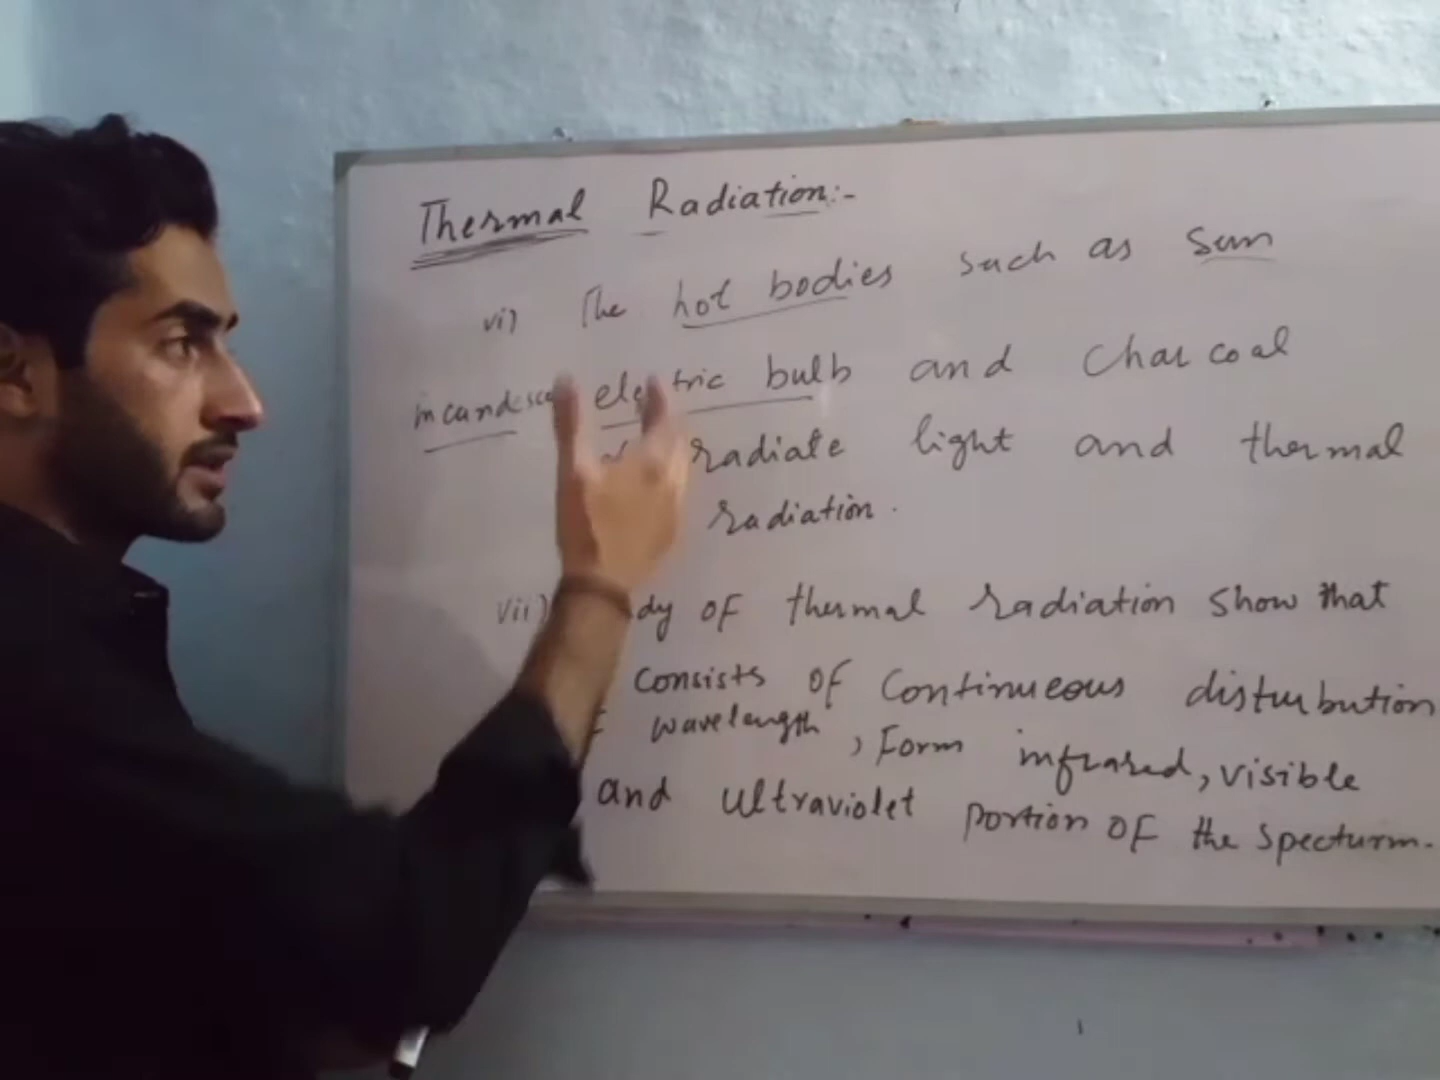 Thermal Radiation:-
vi) The hot bodies such as Sun
electric bulb and Charcoal
radiate light and thermal
radiation.
vii) of thermal radiation show that
consists of Continueous disturbution
wavelength, Form infrared, visible
and ultraviolet portion of the specturm.